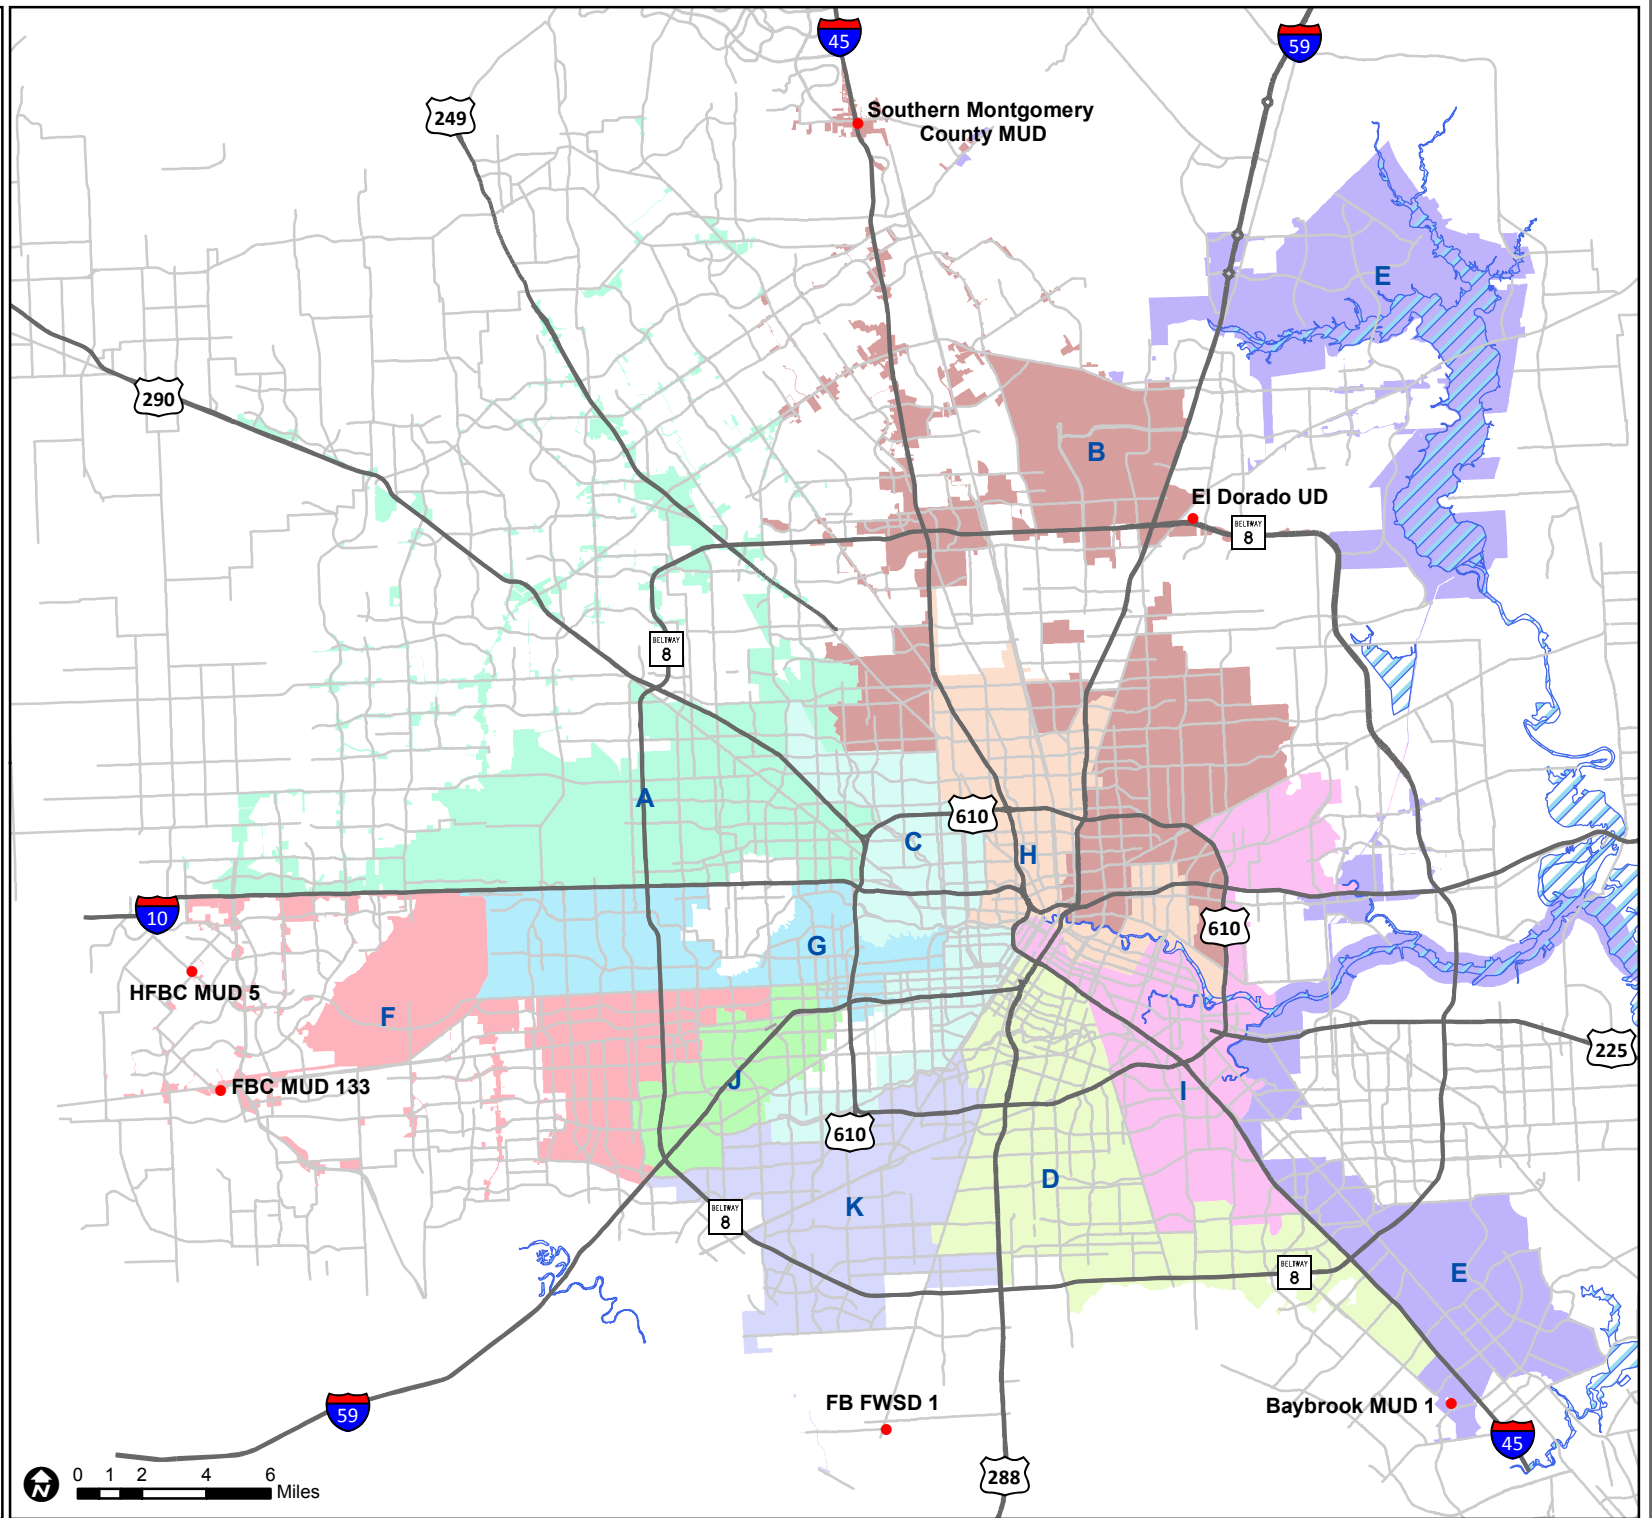 45
59
249
Southern Montgomery
County MUD
E
290
B
El Dorado UD
BELTWAY
8
BELTWAY
8
A
610
C
H
10
610
G
HFBC MUD 5
F
225
J
FBC MUD 133
I
610
D
K
BELTWAY
8
BELTWAY
8
E
59
FB FWSD 1
Baybrook MUD 1
45
288
N
0 1 2 4 6
Miles